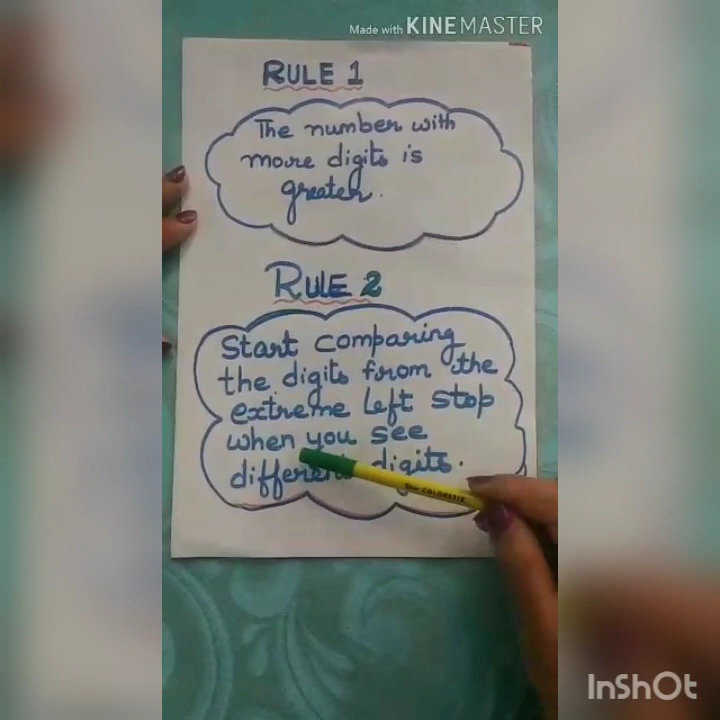 Made with KINEMASTER
RULE 1
The number with
more digits is
greater.
RULE 2
Start comparing
the digits from the
extreme left stop
when you see
different digits.
InShOt